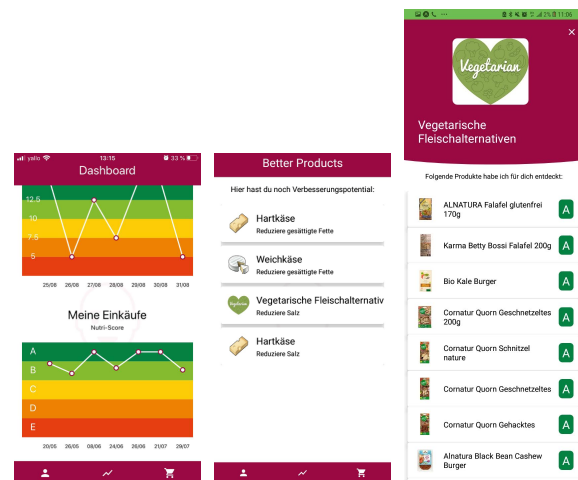 yallo
13:15
33 %
Dashboard
12.5
10
7.5
5
25/08 26/08 27/08 28/08 29/08 30/08 31/08
Meine Einkäufe
Nutri-Score
A
B
C
D
E
20/05 26/05 08/06 24/06 26/06 21/07 29/07
Better Products
Hier hast du noch Verbesserungspotential:
Hartkäse
Reduziere gesättigte Fette
Weichkäse
Reduziere gesättigte Fette
Vegetarian
Vegetarische Fleischalternativ
Reduziere Salz
Hartkäse
Reduziere Salz
11:06
×
Vegetarian
Vegetarische
Fleischalternativen
Folgende Produkte habe ich für dich entdeckt:
ALNATURA Falafel glutenfrei
170g
A
Karma Betty Bossi Falafel 200g
A
Bio Kale Burger
A
Cornatur Quorn Geschnetzeltes
200g
A
Cornatur Quorn Schnitzel
nature
A
Cornatur Quorn Geschnetzeltes
A
Cornatur Quorn Gehacktes
A
Alnatura Black Bean Cashew
Burger
A